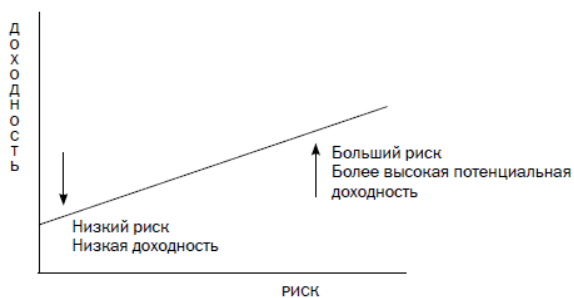 ДОХОДНОСТЬ
Больший риск
Более высокая потенциальная
доходность
Низкий риск
Низкая доходность
РИСК